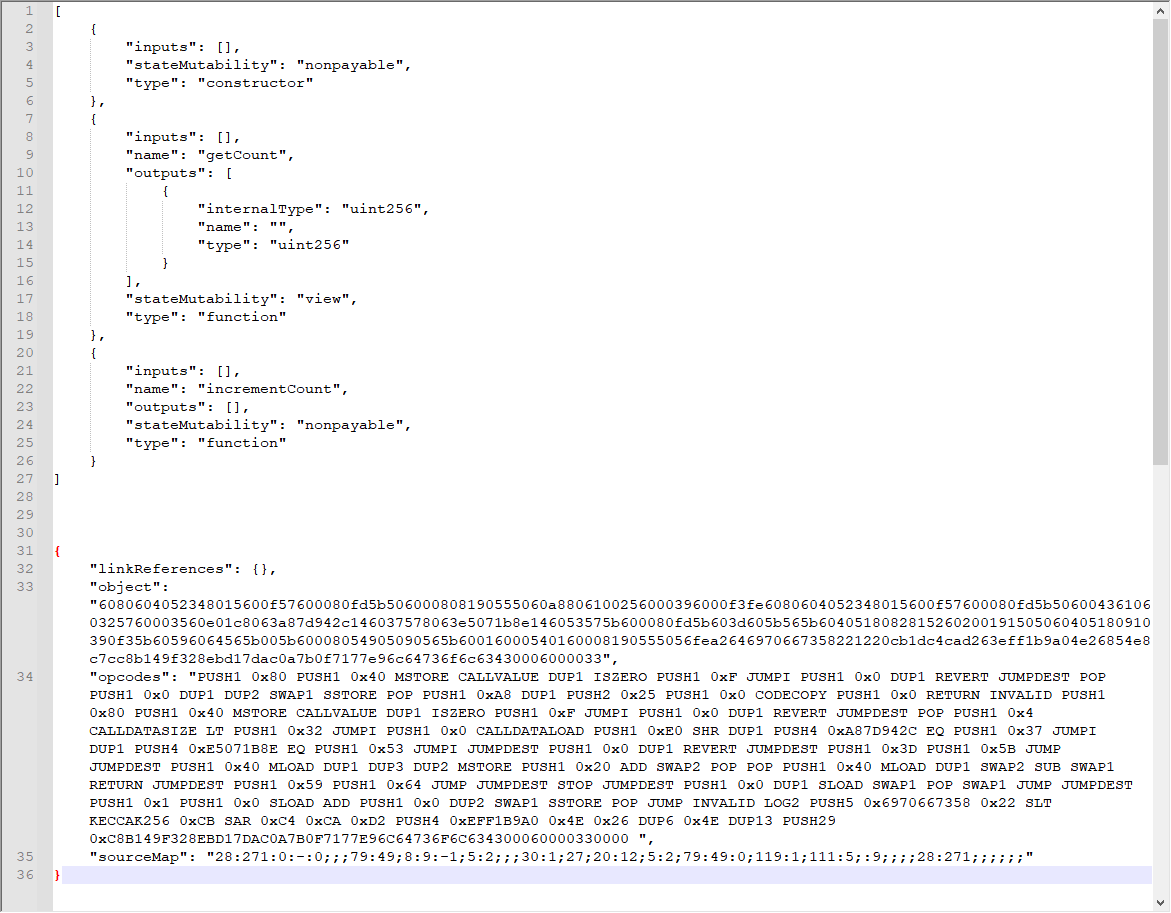 1 [
2 {
3 "inputs": [],
4 "stateMutability": "nonpayable",
5 "type": "constructor"
6 },
7 {
8 "inputs": [],
9 "name": "getCount",
10 "outputs": [
11 {
12 "internalType": "uint256",
13 "name": "",
14 "type": "uint256"
15 }
16 ],
17 "stateMutability": "view",
18 "type": "function"
19 },
20 {
21 "inputs": [],
22 "name": "incrementCount",
23 "outputs": [],
24 "stateMutability": "nonpayable",
25 "type": "function"
26 }
27 ]
28
29
30
31 {
32 "linkReferences": {},
33 "object":
"6080604052348015600f57600080fd5b506000808190555060a8806100256000396000f3fe6080604052348015600f57600080fd5b506004361060
0325760003560e01c8063a87d942c146037578063e5071b8e146053575b600080fd5b603d605b565b6040518082815260200191505060405180910
390f35b60596064565b005b60008054905090565b6001600054016000819055056fea2646970667358221220cb1dc4cad263eff1b9a04e26854e8
c7cc8b149f328ebd17dac0a7b0f7177e96c64736f6c63430006000033",
34 "opcodes": "PUSH1 0x80 PUSH1 0x40 MSTORE CALLVALUE DUP1 ISZERO PUSH1 0xF JUMPI PUSH1 0x0 DUP1 REVERT JUMPDEST POP
PUSH1 0x0 DUP1 DUP2 SWAP1 SSTORE POP PUSH1 0xA8 DUP1 PUSH2 0x25 PUSH1 0x0 CODECOPY PUSH1 0x0 RETURN INVALID PUSH1
0x80 PUSH1 0x40 MSTORE CALLVALUE DUP1 ISZERO PUSH1 0xF JUMPI PUSH1 0x0 DUP1 REVERT JUMPDEST POP PUSH1 0x4
CALLDATASIZE LT PUSH1 0x32 JUMPI PUSH1 0x0 CALLDATALOAD PUSH1 0xE0 SHR DUP1 PUSH4 0xA87D942C EQ PUSH1 0x37 JUMPI
DUP1 PUSH4 0xE5071B8E EQ PUSH1 0x53 JUMPI JUMPDEST PUSH1 0x0 DUP1 REVERT JUMPDEST PUSH1 0x3D PUSH1 0x5B JUMP
JUMPDEST PUSH1 0x40 MLOAD DUP1 DUP3 DUP2 MSTORE PUSH1 0x20 ADD SWAP2 POP POP PUSH1 0x40 MLOAD DUP1 SWAP2 SUB SWAP1
RETURN JUMPDEST PUSH1 0x59 PUSH1 0x64 JUMP JUMPDEST STOP JUMPDEST PUSH1 0x0 DUP1 SLOAD SWAP1 POP SWAP1 JUMP JUMPDEST
PUSH1 0x1 PUSH1 0x0 SLOAD ADD PUSH1 0x0 DUP2 SWAP1 SSTORE POP JUMP INVALID LOG2 PUSH5 0x6970667358 0x22 SLT
KECCAK256 0xCB SAR 0xC4 0xCA 0xD2 PUSH4 0xEFF1B9A0 0x4E 0x26 DUP6 0x4E DUP13 PUSH29
0xC8B149F328EBD17DAC0A7B0F7177E96C64736F6C634300060000330000 ",
35 "sourceMap": "28:271:0:-:0;;;79:49;8:9:-1;5:2;;;30:1;27;20:12;5:2;79:49:0;119:1;111:5;:9;;;;28:271;;;;;;"
36 }